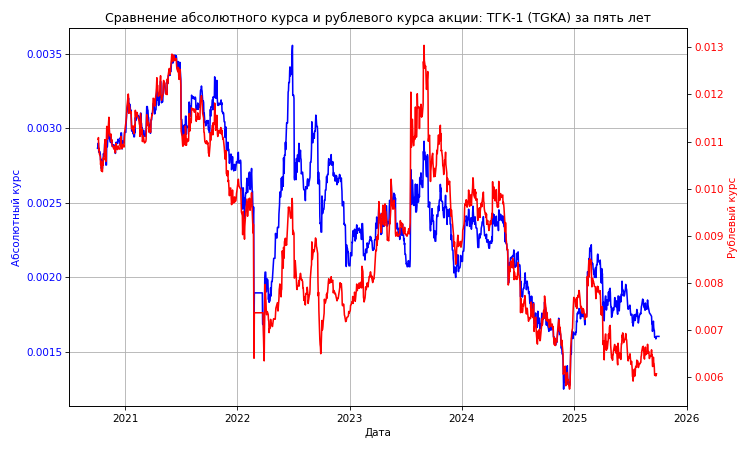 Сравнение абсолютного курса и рублевого курса акции: ТГК-1 (TGKA) за пять лет
0.0035
0.0030
0.0025
0.0020
0.0015
Абсолютный курс
0.013
0.012
0.011
0.010
0.009
0.008
0.007
0.006
Рублевый курс
2021 2022 2023 2024 2025 2026
Дата